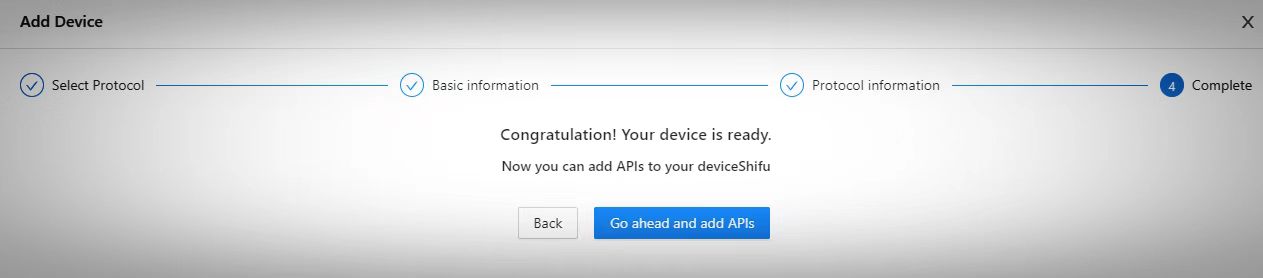 Add Device
X
Select Protocol
Basic information
Protocol information
4 Complete
Congratulation! Your device is ready.
Now you can add APIs to your deviceShifu
Back
Go ahead and add APIs